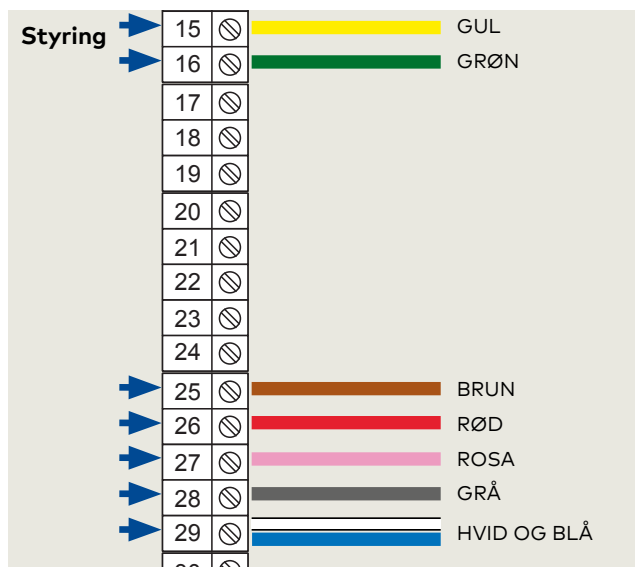 Styring
15 GUL
16 GRØN
17
18
19
20
21
22
23
24
25 BRUN
26 RØD
27 ROSA
28 GRÅ
29 HVID OG BLÅ